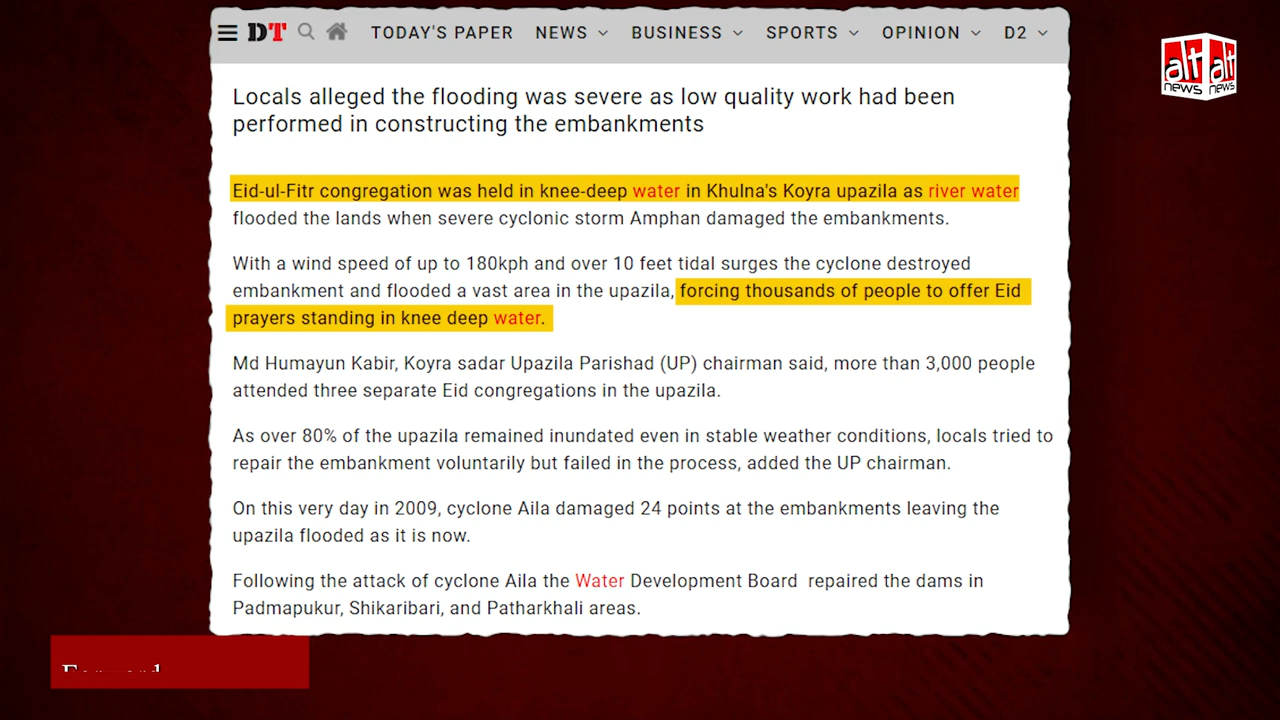 DT TODAY'S PAPER NEWS BUSINESS SPORTS OPINION D2
alt alt
news news
Locals alleged the flooding was severe as low quality work had been
performed in constructing the embankments
Eid-ul-Fitr congregation was held in knee-deep water in Khulna's Koyra upazila as river water
flooded the lands when severe cyclonic storm Amphan damaged the embankments.
With a wind speed of up to 180kph and over 10 feet tidal surges the cyclone destroyed
embankment and flooded a vast area in the upazila, forcing thousands of people to offer Eid
prayers standing in knee deep water.
Md Humayun Kabir, Koyra sadar Upazila Parishad (UP) chairman said, more than 3,000 people
attended three separate Eid congregations in the upazila.
As over 80% of the upazila remained inundated even in stable weather conditions, locals tried to
repair the embankment voluntarily but failed in the process, added the UP chairman.
On this very day in 2009, cyclone Aila damaged 24 points at the embankments leaving the
upazila flooded as it is now.
Following the attack of cyclone Aila the Water Development Board repaired the dams in
Padmapukur, Shikaribari, and Patharkhali areas.